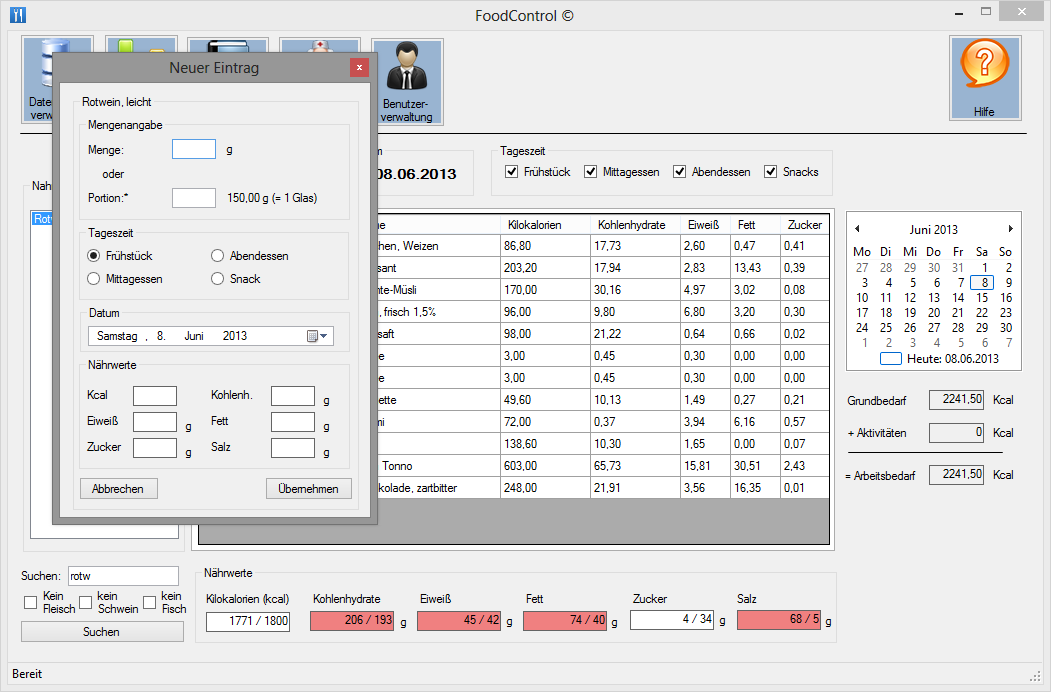 FoodControl ©
Date
verw
Benutzer-
verwaltung
Hilfe
Neuer Eintrag
Rotwein, leicht
Mengenangabe
Menge: g
oder
Portion:* 150,00 g (= 1 Glas)
Tageszeit
Frühstück Abendessen
Mittagessen Snack
Datum
Samstag , 8. Juni 2013
Nährwerte
Kcal Kohlenh. g
Eiweiß g Fett g
Zucker g Salz g
Abbrechen Übernehmen
08.06.2013
Tageszeit
Frühstück Mittagessen Abendessen Snacks
Nah
Rotw
Kilokalorien Kohlenhydrate Eiweiß Fett Zucker
hen, Weizen 86,80 17,73 2,60 0,47 0,41
sant 203,20 17,94 2,83 13,43 0,39
nte-Müsli 170,00 30,16 4,97 3,02 0,08
, frisch 1,5% 96,00 9,80 6,80 3,20 0,30
saft 98,00 21,22 0,64 0,66 0,02
e 3,00 0,45 0,30 0,00 0,00
e 3,00 0,45 0,30 0,00 0,00
ette 49,60 10,13 1,49 0,27 0,21
mi 72,00 0,37 3,94 6,16 0,57
138,60 10,30 1,65 0,00 0,07
Tonno 603,00 65,73 15,81 30,51 2,43
kolade, zartbitter 248,00 21,91 3,56 16,35 0,01
Juni 2013
Mo Di Mi Do Fr Sa So
27 28 29 30 31 1 2
3 4 5 6 7 8 9
10 11 12 13 14 15 16
17 18 19 20 21 22 23
24 25 26 27 28 29 30
1 2 3 4 5 6 7
Heute: 08.06.2013
Grundbedarf 2241,50 Kcal
+ Aktivitäten 0 Kcal
= Arbeitsbedarf 2241,50 Kcal
Suchen: rotw
Kein
Fleisch
kein
Schwein
kein
Fisch
Suchen
Nährwerte
Kilokalorien (kcal) Kohlenhydrate Eiweiß Fett Zucker Salz
1771 / 1800 206 / 193 g 45 / 42 g 74 / 40 g 4 / 34 g 68 / 5 g
Bereit